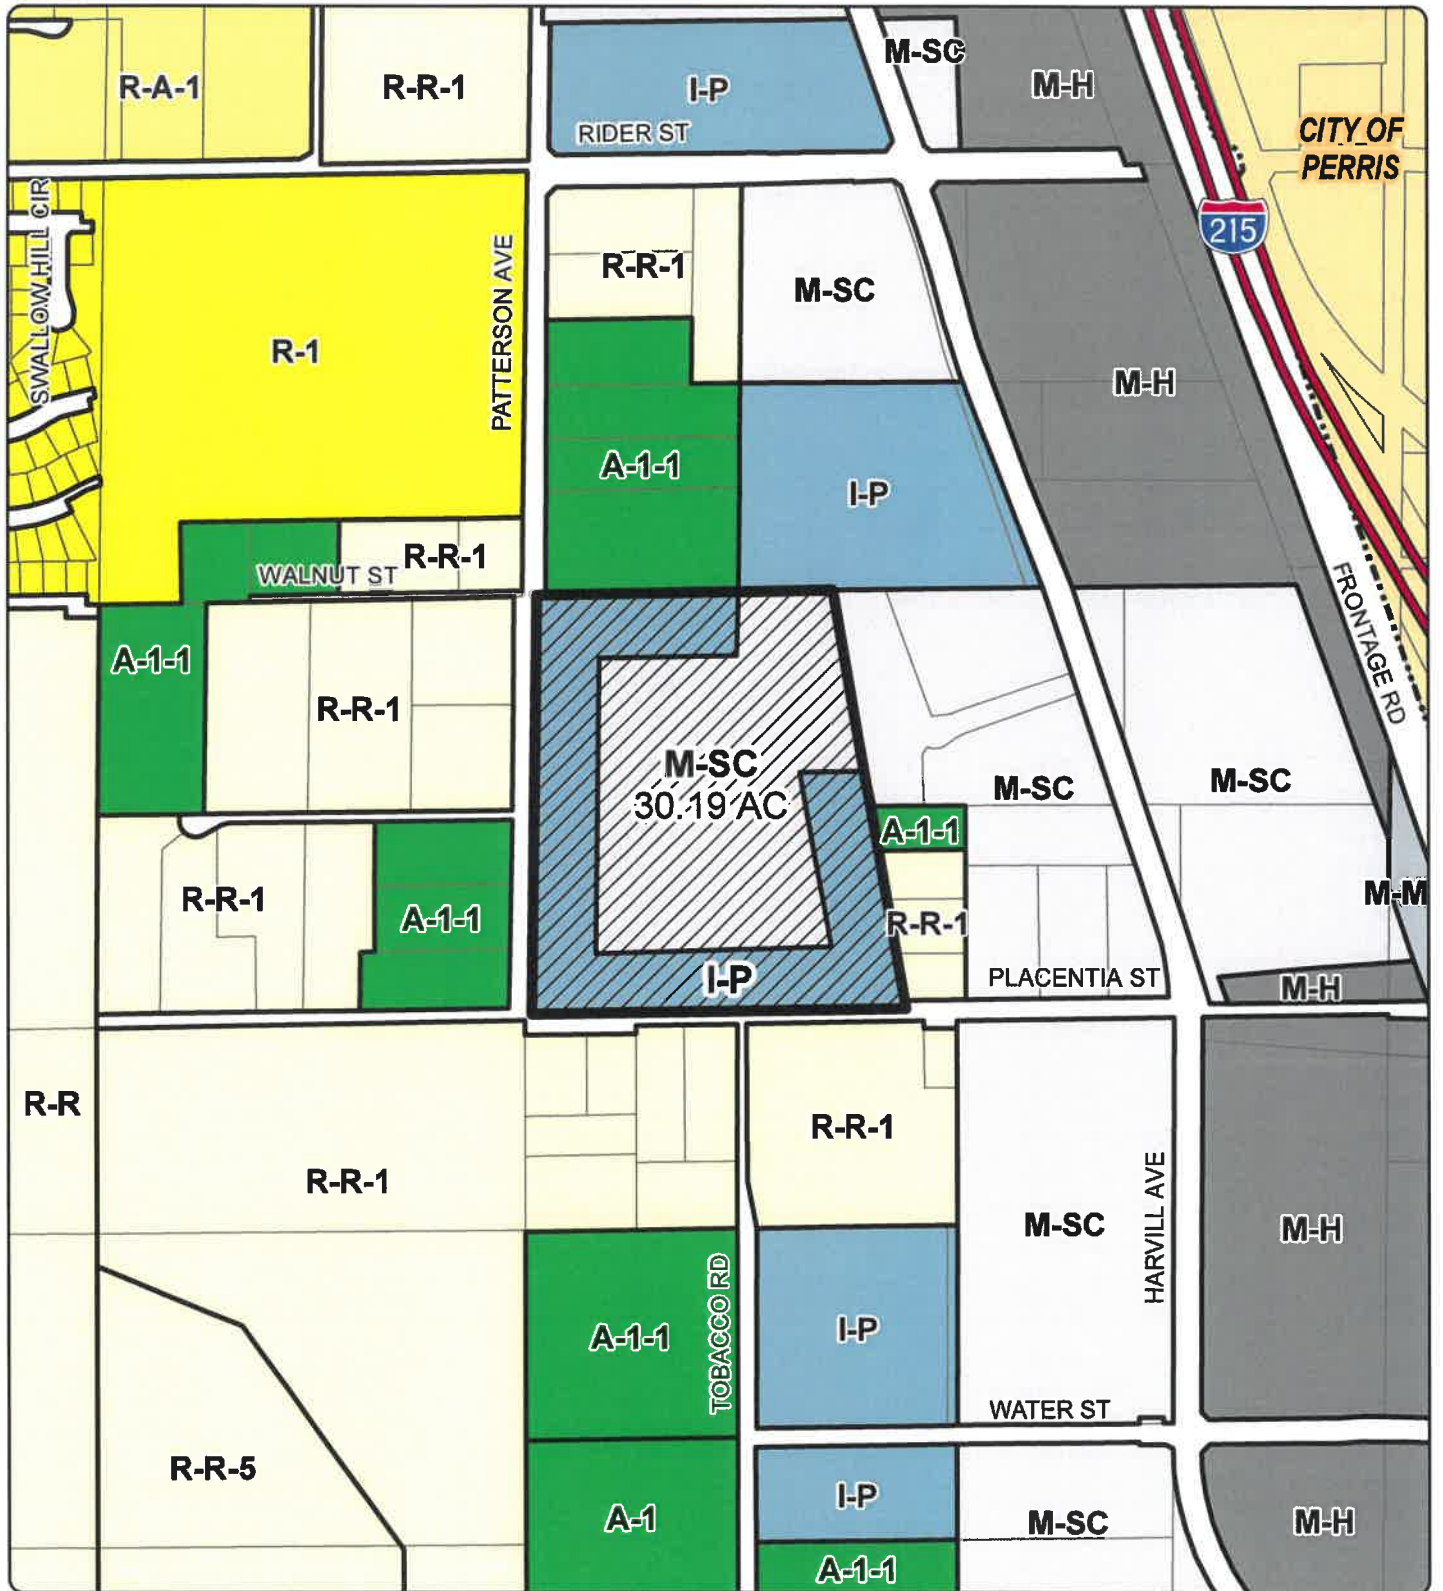 R-A-1
R-R-1
I-P
M-SC
M-H
RIDER ST
CITY OF
PERRIS
215
SWALLOW HILL CIR
R-1
PATTERSON AVE
R-R-1
M-SC
M-H
A-1-1
I-P
R-R-1
WALNUT ST
FRONTAGE RD
A-1-1
R-R-1
M-SC
30.19 AC
M-SC
M-SC
A-1-1
R-R-1
A-1-1
R-R-1
M-M
I-P
PLACENTIA ST
M-H
R-R
R-R-1
R-R-1
M-SC
HARVILL AVE
M-H
A-1-1
TOBACCO RD
I-P
WATER ST
R-R-5
A-1
I-P
M-SC
M-H
A-1-1